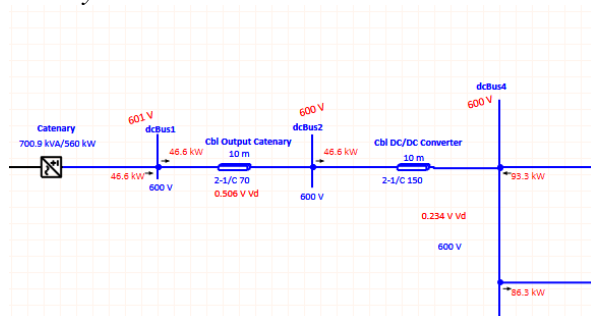 dcBus4
600 V
600 V
601 V
Catenary
dcBus1
dcBus2
700.9 kVA/560 kW
46.6 kW
Cbl Output Catenary
46.6 kW
Cbl DC/DC Converter
10 m
10 m
46.6 kW
600 V
2-1/C 70
2-1/C 150
93.3 kW
0.506 V Vd
600 V
0.234 V Vd
600 V
86.3 kW